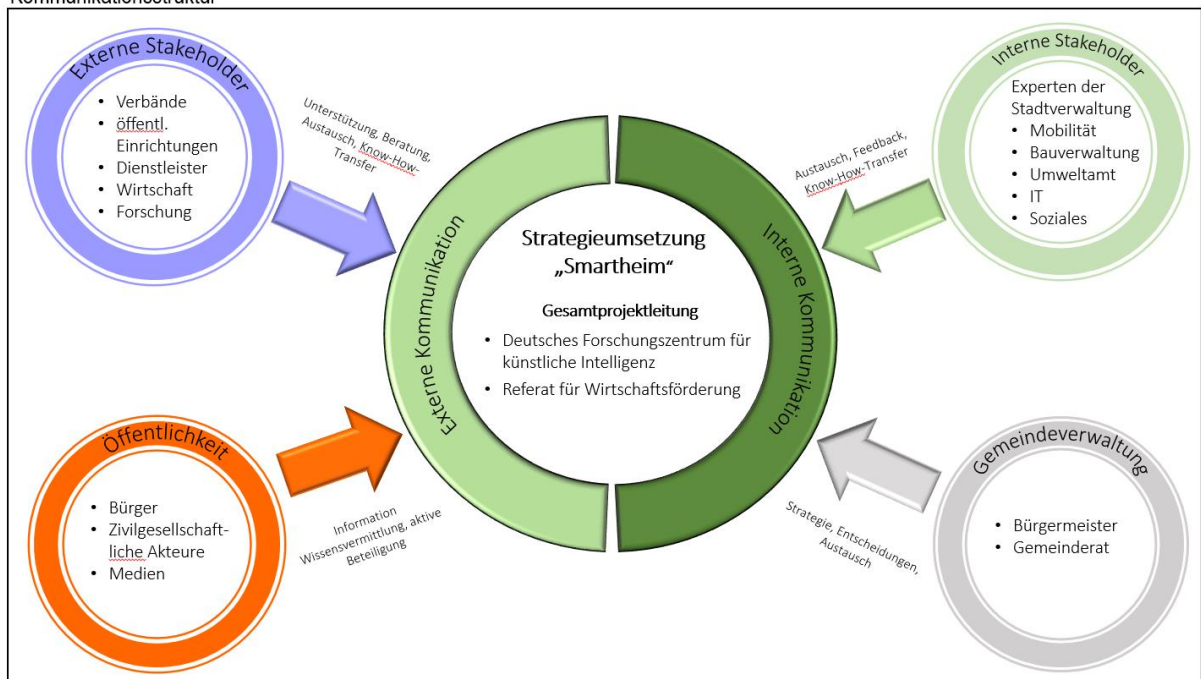 Kommunikationsstruktur
Externe Stakeholder
• Verbände
• öffentl.
Einrichtungen
• Dienstleister
• Wirtschaft
• Forschung
Unterstützung, Beratung,
Austausch, Know-How-
Transfer
Interne Stakeholder
Experten der
Stadtverwaltung
• Mobilität
• Bauverwaltung
• Umweltamt
• IT
• Soziales
Austausch, Feedback,
Know-How-Transfer
Externe Kommunikation
Strategieumsetzung
„Smartheim“
Gesamtprojektleitung
• Deutsches Forschungszentrum für
künstliche Intelligenz
• Referat für Wirtschaftsförderung
Interne Kommunikation
Öffentlichkeit
• Bürger
• Zivilgesellschaft-
liche Akteure
• Medien
Information
Wissensvermittlung, aktive
Beteiligung
Gemeindeverwaltung
• Bürgermeister
• Gemeinderat
Strategie, Entscheidungen,
Austausch